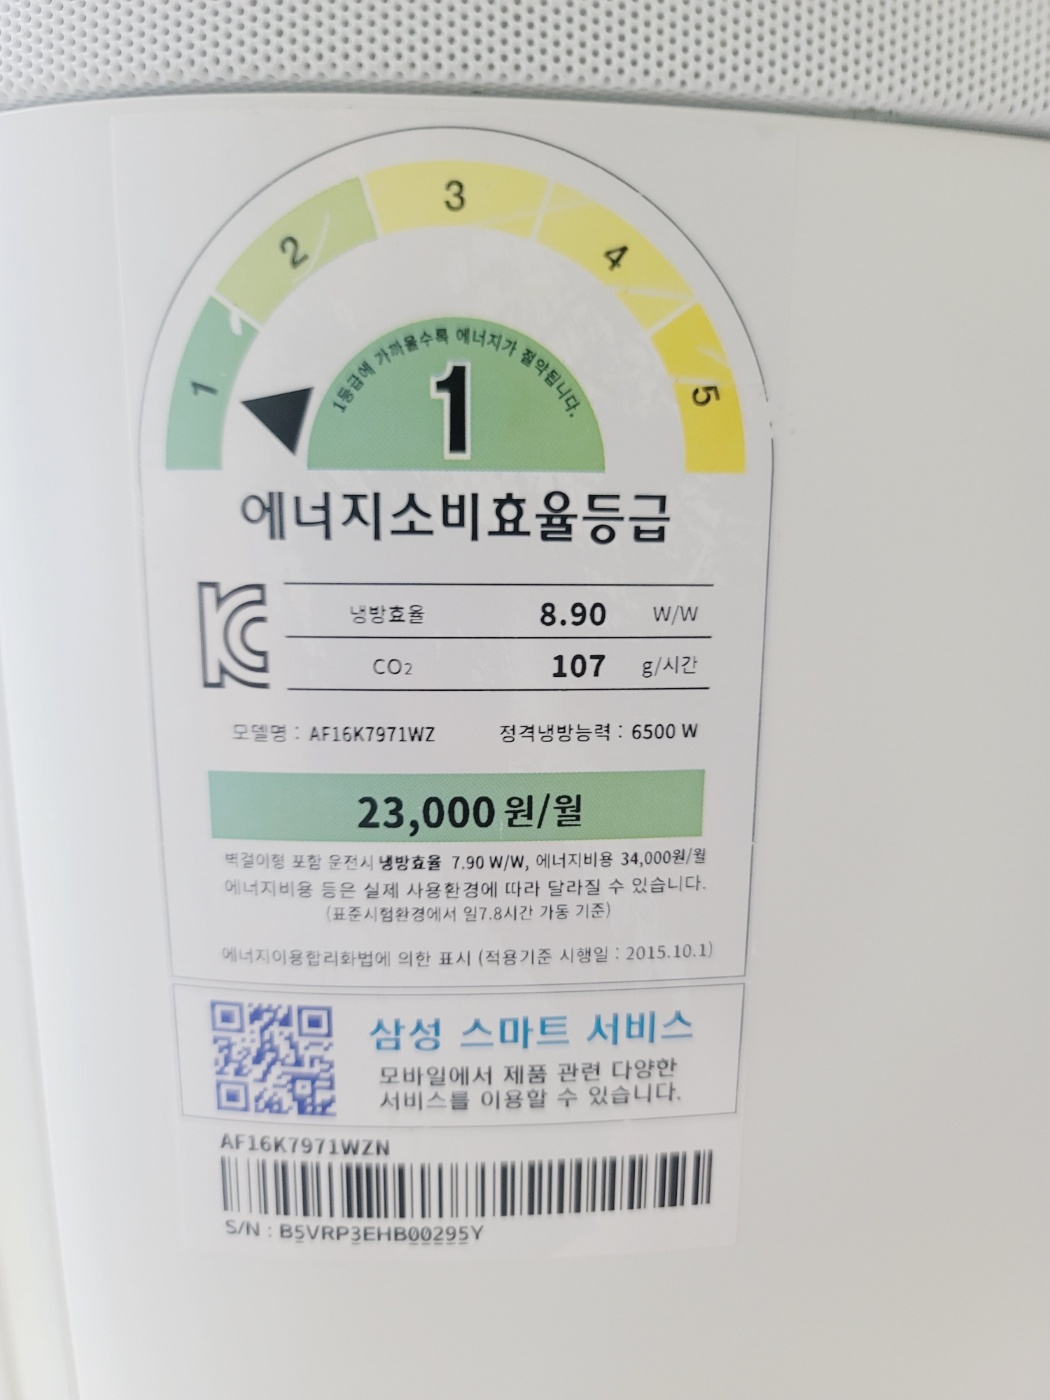 1 2 3 4 5
1등급에 가까울수록 에너지가 절약됩니다.
1
에너지소비효율등급
냉방효율 8.90 W/W
CO₂ 107 g/시간
모델명 : AF16K7971WZ 정격냉방능력 : 6500 W
23,000 원/월
벽걸이형 포함 운전시 냉방효율 7.90 W/W, 에너지비용 34,000원/월
에너지비용 등은 실제 사용환경에 따라 달라질 수 있습니다.
(표준시험환경에서 일7.8시간 가동 기준)
에너지이용합리화법에 의한 표시 (적용기준 시행일 : 2015.10.1)
삼성 스마트 서비스
모바일에서 제품 관련 다양한
서비스를 이용할 수 있습니다.
AF16K7971WZN
S/N : B5VRP3EHB00295Y